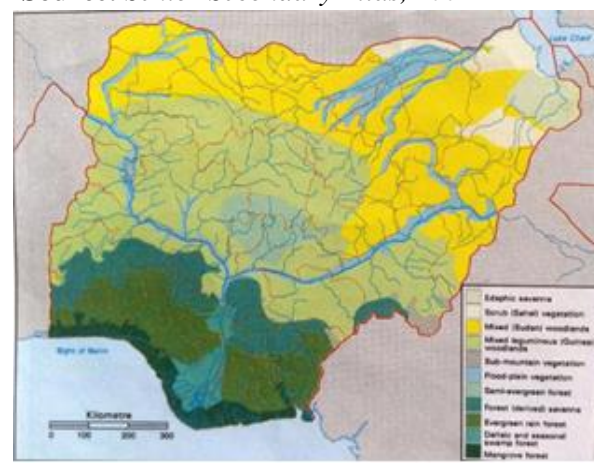 Lake Chad
Edaphic savanna
Scrub (Sahel) vegetation
Mixed (Sudan) woodlands
Mixed leguminous (Guinea)
woodlands
Sub-mountain vegetation
Flood-plain vegetation
Semi-evergreen forest
Forest (derived) savanna
Evergreen rain forest
Deltaic and seasonal
swamp forest
Mangrove forest
Bight of Benin
Kilometre
0 100 200 300